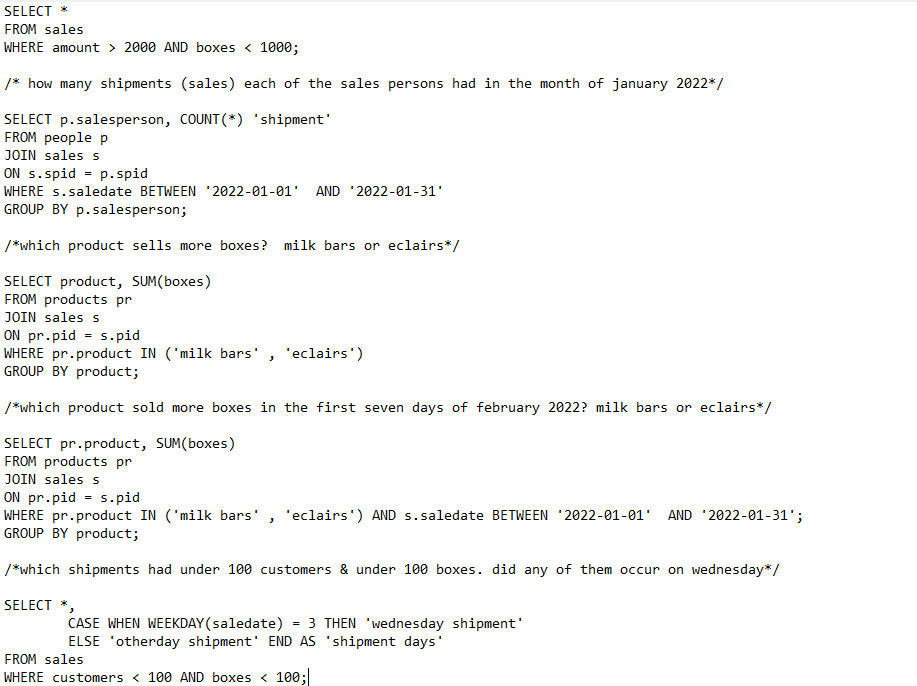 SELECT *
FROM sales
WHERE amount > 2000 AND boxes < 1000;
/* how many shipments (sales) each of the sales persons had in the month of january 2022*/
SELECT p.salesperson, COUNT(*) 'shipment'
FROM people p
JOIN sales s
ON s.spid = p.spid
WHERE s.saledate BETWEEN '2022-01-01'  AND '2022-01-31'
GROUP BY p.salesperson;
/*which product sells more boxes?  milk bars or eclairs*/
SELECT product, SUM(boxes)
FROM products pr
JOIN sales s
ON pr.pid = s.pid
WHERE pr.product IN ('milk bars' , 'eclairs')
GROUP BY product;
/*which product sold more boxes in the first seven days of february 2022? milk bars or eclairs*/
SELECT pr.product, SUM(boxes)
FROM products pr
JOIN sales s
ON pr.pid = s.pid
WHERE pr.product IN ('milk bars' , 'eclairs') AND s.saledate BETWEEN '2022-01-01'  AND '2022-01-31';
GROUP BY product;
/*which shipments had under 100 customers & under 100 boxes. did any of them occur on wednesday*/
SELECT *,
        CASE WHEN WEEKDAY(saledate) = 3 THEN 'wednesday shipment'
        ELSE 'otherday shipment' END AS 'shipment days'
FROM sales
WHERE customers < 100 AND boxes < 100;